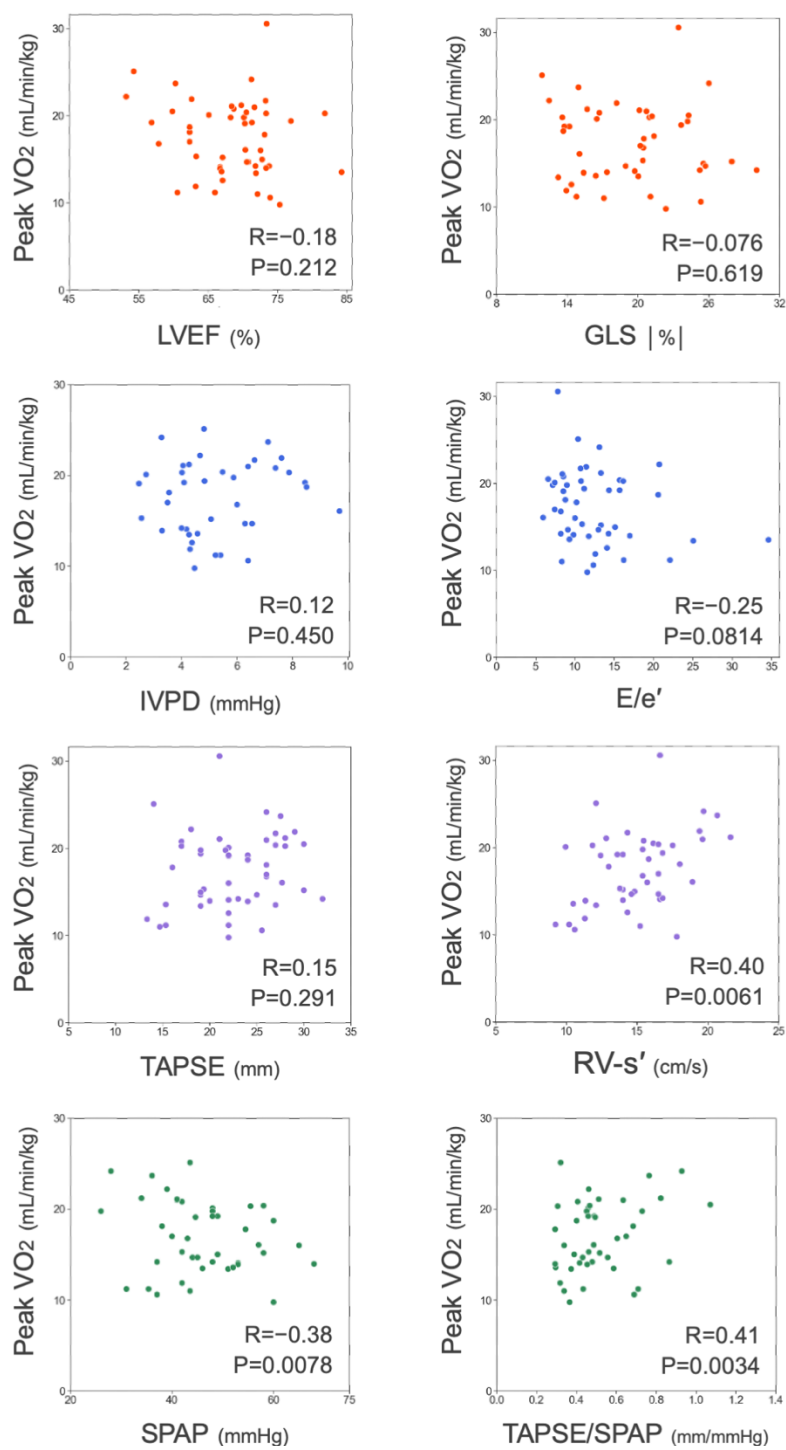 Peak VO2 (mL/min/kg)
30
20
10
0
R=−0.18
P=0.212
45
55
65
75
85
LVEF (%)
Peak VO2 (mL/min/kg)
30
20
10
0
R=−0.076
P=0.619
8
14
20
26
32
GLS |%|
Peak VO2 (mL/min/kg)
30
20
10
0
R=0.12
P=0.450
0
2
4
6
8
10
IVPD (mmHg)
Peak VO2 (mL/min/kg)
30
20
10
0
R=−0.25
P=0.0814
0
5
10
15
20
25
30
35
E/e′
Peak VO2 (mL/min/kg)
30
20
10
0
R=0.15
P=0.291
5
10
15
20
25
30
35
TAPSE (mm)
Peak VO2 (mL/min/kg)
30
20
10
0
R=0.40
P=0.0061
5
10
15
20
25
RV-s′ (cm/s)
Peak VO2 (mL/min/kg)
30
20
10
0
R=−0.38
P=0.0078
20
40
60
75
SPAP (mmHg)
Peak VO2 (mL/min/kg)
30
20
10
0
R=0.41
P=0.0034
0.0
0.2
0.4
0.6
0.8
1.0
1.2
1.4
TAPSE/SPAP (mm/mmHg)